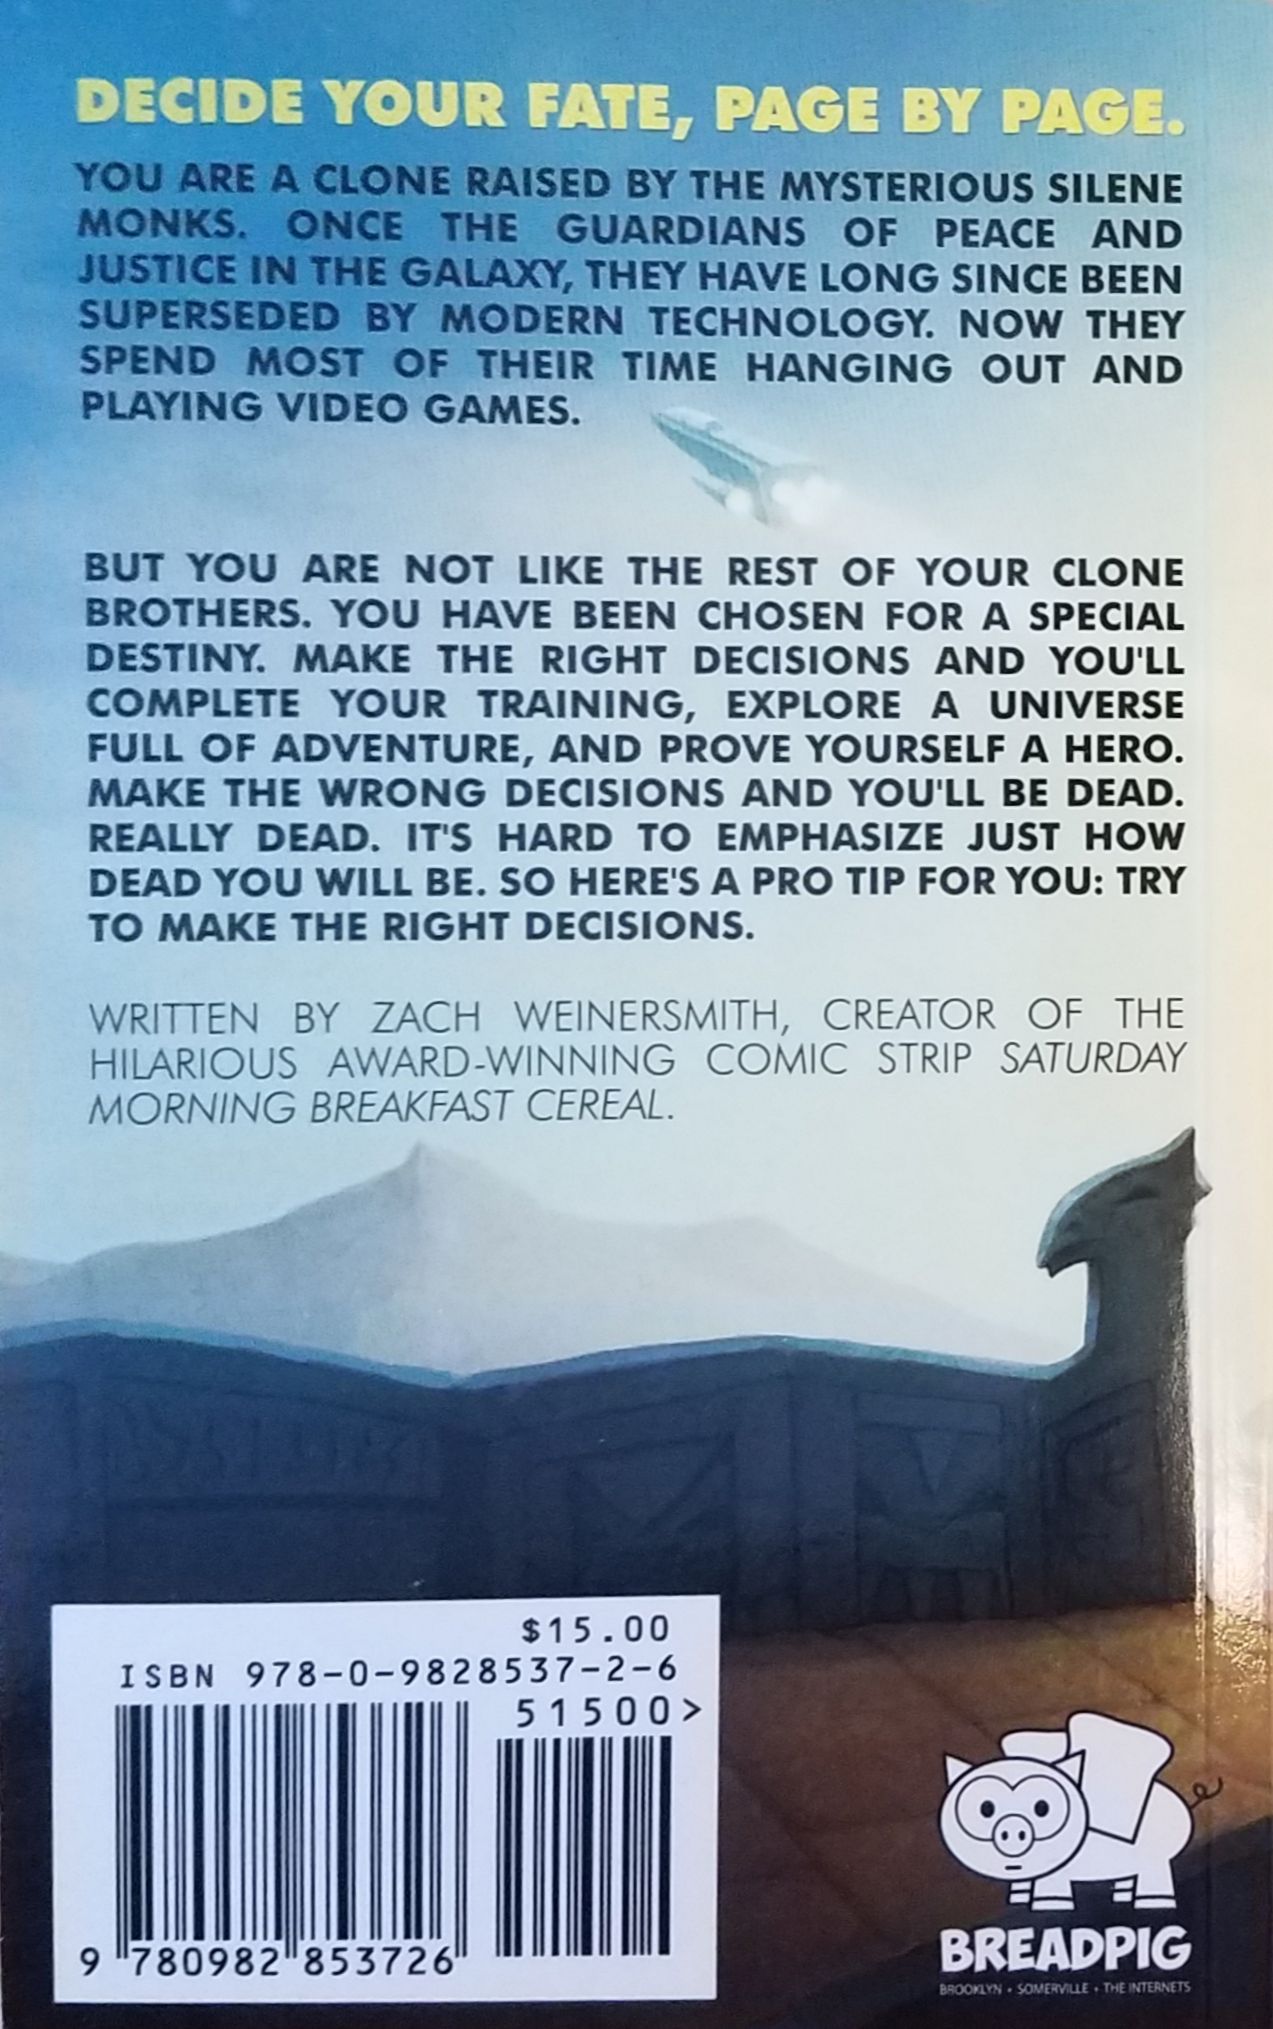 DECIDE YOUR FATE, PAGE BY PAGE.
YOU ARE A CLONE RAISED BY THE MYSTERIOUS SILENE
MONKS. ONCE THE GUARDIANS OF PEACE AND
JUSTICE IN THE GALAXY, THEY HAVE LONG SINCE BEEN
SUPERSEDED BY MODERN TECHNOLOGY. NOW THEY
SPEND MOST OF THEIR TIME HANGING OUT AND
PLAYING VIDEO GAMES.
BUT YOU ARE NOT LIKE THE REST OF YOUR CLONE
BROTHERS. YOU HAVE BEEN CHOSEN FOR A SPECIAL
DESTINY. MAKE THE RIGHT DECISIONS AND YOU'LL
COMPLETE YOUR TRAINING, EXPLORE A UNIVERSE
FULL OF ADVENTURE, AND PROVE YOURSELF A HERO.
MAKE THE WRONG DECISIONS AND YOU'LL BE DEAD.
REALLY DEAD. IT'S HARD TO EMPHASIZE JUST HOW
DEAD YOU WILL BE. SO HERE'S A PRO TIP FOR YOU: TRY
TO MAKE THE RIGHT DECISIONS.
WRITTEN BY ZACH WEINERSMITH, CREATOR OF THE
HILARIOUS AWARD-WINNING COMIC STRIP SATURDAY
MORNING BREAKFAST CEREAL.
$15.00
ISBN 978-0-9828537-2-6
51500>
9 780982 853726
BREADPIG
BROOKLYN • SOMERVILLE • THE INTERNETS